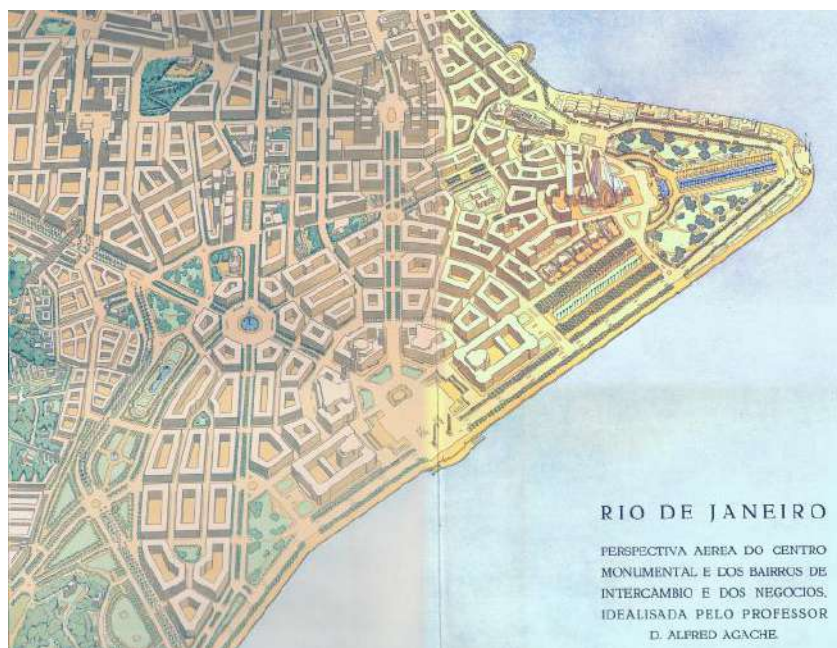 RIO DE JANEIRO
PERSPECTIVA AEREA DO CENTRO
MONUMENTAL E DOS BAIRROS DE
INTERCAMBIO E DOS NEGOCIOS,
IDEALISADA PELO PROFESSOR
D. ALFRED AGACHE.